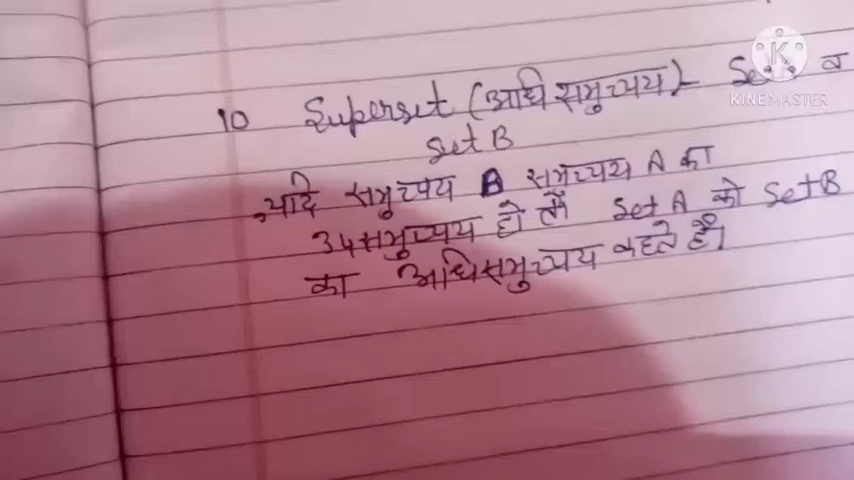 10 Superset (अधिसमुच्चय)- Set A व
Set B
यदि समुच्चय B समुच्चय A का
उपसमुच्चय हो तो Set A को Set B
का अधिसमुच्चय कहते हैं।
KINEMASTER